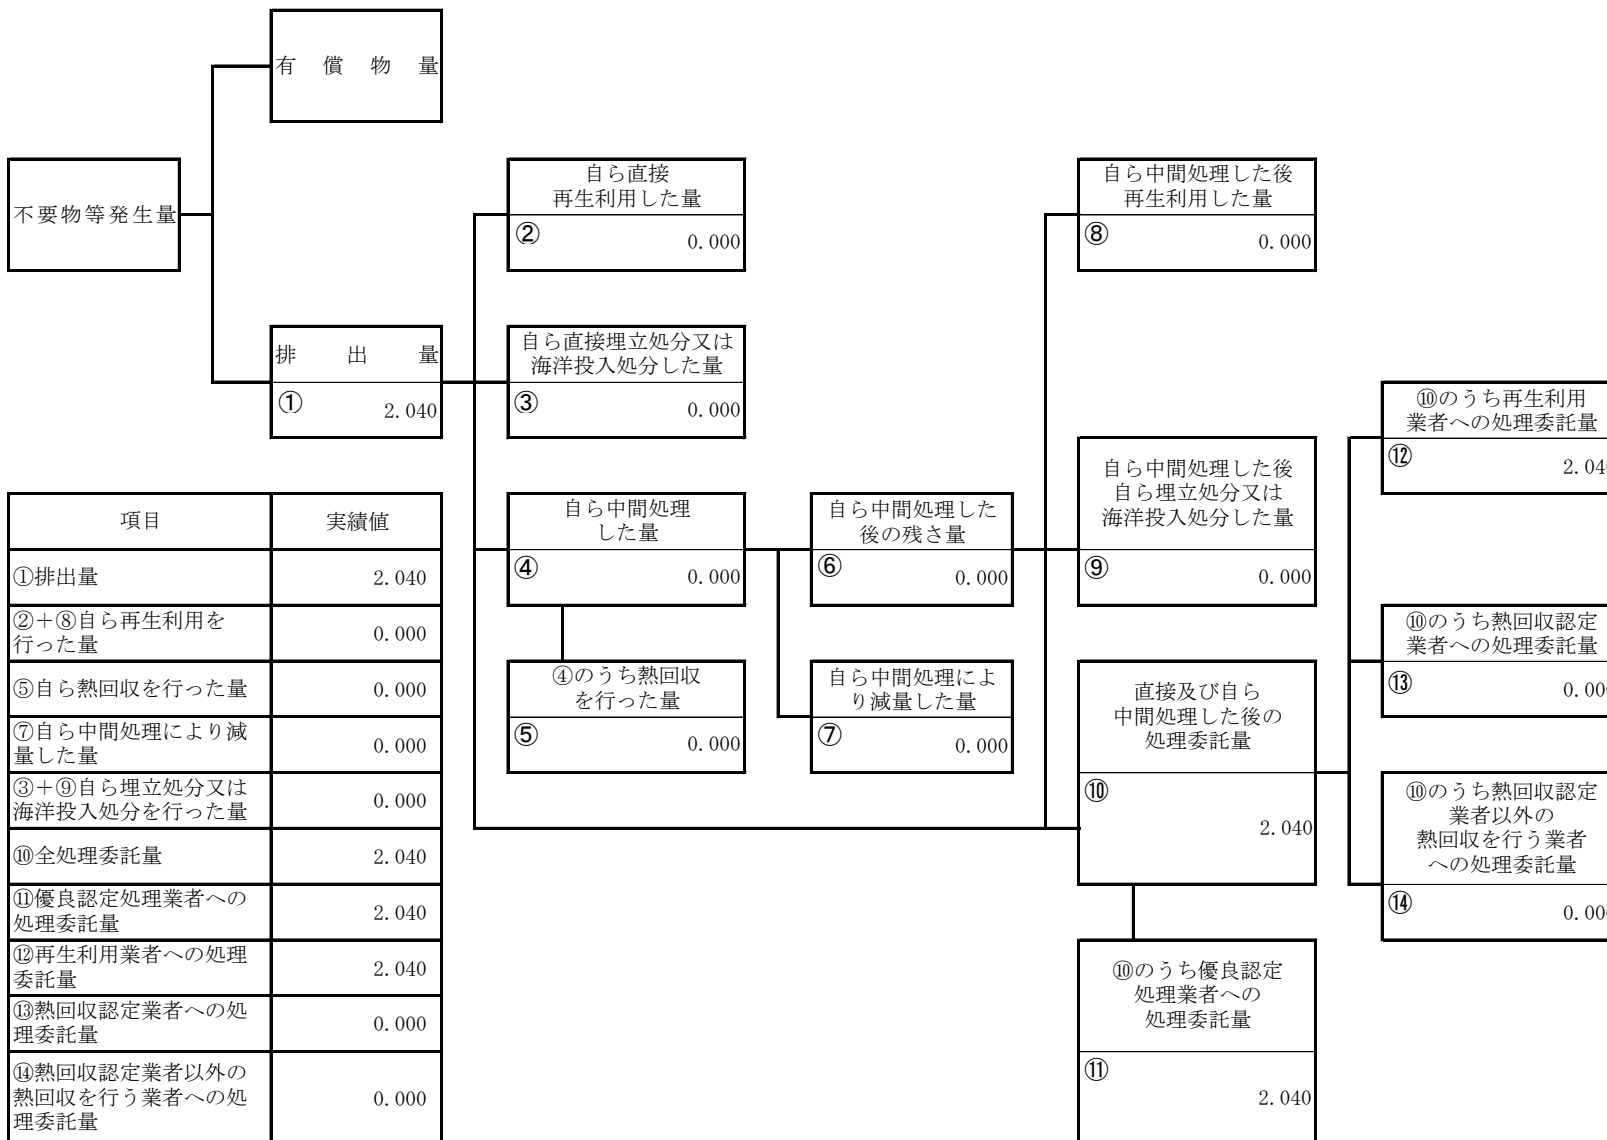 有償物量
不要物等発生量
自ら直接
再生利用した量
② 0.000
自ら中間処理した後
再生利用した量
⑧ 0.000
排出量
① 2.040
自ら直接埋立処分又は
海洋投入処分した量
③ 0.000
⑩のうち再生利用
業者への処理委託量
⑫ 2.04
自ら中間処理
した量
④ 0.000
自ら中間処理した
後の残さ量
⑥ 0.000
自ら中間処理した後
自ら埋立処分又は
海洋投入処分した量
⑨ 0.000
④のうち熱回収
を行った量
⑤ 0.000
自ら中間処理によ
り減量した量
⑦ 0.000
直接及び自ら
中間処理した後の
処理委託量
⑩
2.040
⑩のうち熱回収認定
業者への処理委託量
⑬ 0.00
⑩のうち熱回収認定
業者以外の
熱回収を行う業者
への処理委託量
⑭ 0.00
⑩のうち優良認定
処理業者への
処理委託量
⑪
2.040
項目 実績値
①排出量 2.040
②+⑧自ら再生利用を
行った量 0.000
⑤自ら熱回収を行った量 0.000
⑦自ら中間処理により減
量した量 0.000
③+⑨自ら埋立処分又は
海洋投入処分を行った量 0.000
⑩全処理委託量 2.040
⑪優良認定処理業者への
処理委託量 2.040
⑫再生利用業者への処理
委託量 2.040
⑬熱回収認定業者への処
理委託量 0.000
⑭熱回収認定業者以外の
熱回収を行う業者への処
理委託量 0.000